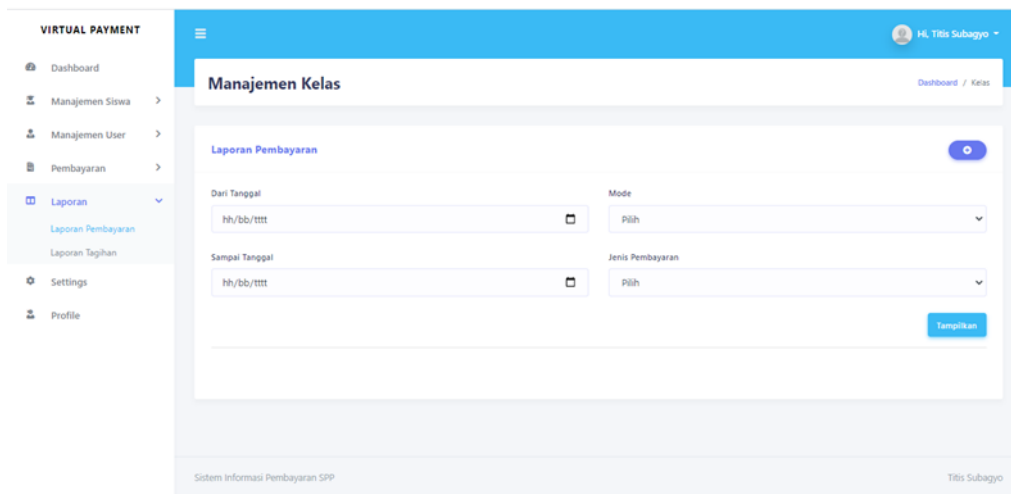 VIRTUAL PAYMENT
Hi, Titis Subagyo
Dashboard
Manajemen Siswa
Manajemen User
Pembayaran
Laporan
Laporan Pembayaran
Laporan Tagihan
Settings
Profile
Manajemen Kelas
Dashboard / Kelas
Laporan Pembayaran
Dari Tanggal
hh/bb/tttt
Mode
Pilih
Sampai Tanggal
hh/bb/tttt
Jenis Pembayaran
Pilih
Tampilkan
Sistem Informasi Pembayaran SPP
Titis Subagyo